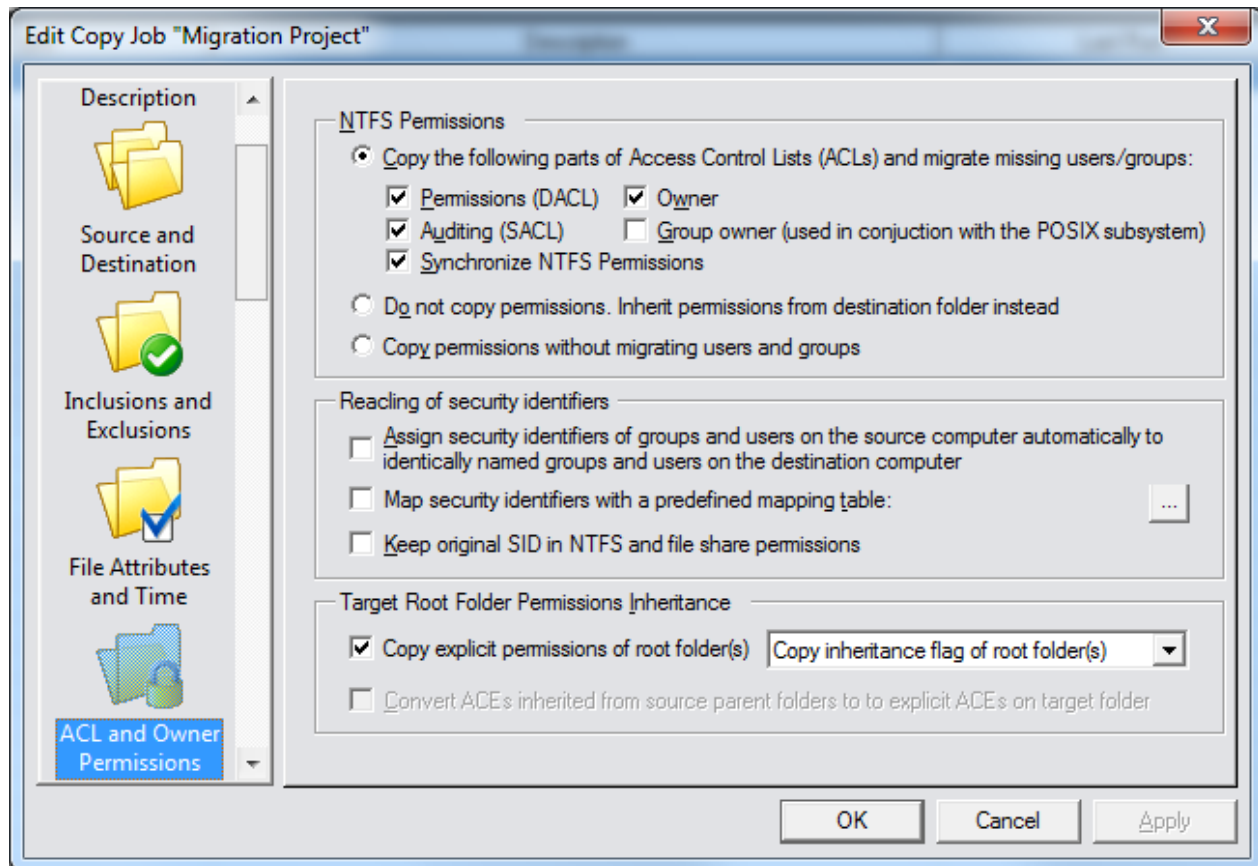 Edit Copy Job "Migration Project"
Description
Source and
Destination
Inclusions and
Exclusions
File Attributes
and Time
ACL and Owner
Permissions
NTFS Permissions
Copy the following parts of Access Control Lists (ACLs) and migrate missing users/groups:
Permissions (DACL) Owner
Auditing (SACL) Group owner (used in conjuction with the POSIX subsystem)
Synchronize NTFS Permissions
Do not copy permissions. Inherit permissions from destination folder instead
Copy permissions without migrating users and groups
Reacling of security identifiers
Assign security identifiers of groups and users on the source computer automatically to
identically named groups and users on the destination computer
Map security identifiers with a predefined mapping table: ...
Keep original SID in NTFS and file share permissions
Target Root Folder Permissions Inheritance
Copy explicit permissions of root folder(s) Copy inheritance flag of root folder(s)
Convert ACEs inherited from source parent folders to to explicit ACEs on target folder
OK Cancel Apply